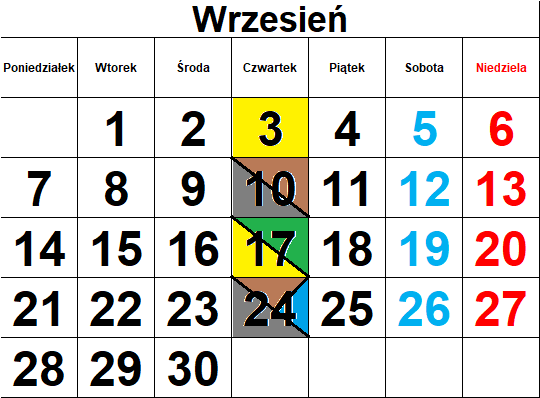 Wrzesień
Poniedziałek Wtorek Środa Czwartek Piątek Sobota Niedziela
1 2 3 4 5 6
7 8 9 10 11 12 13
14 15 16 17 18 19 20
21 22 23 24 25 26 27
28 29 30